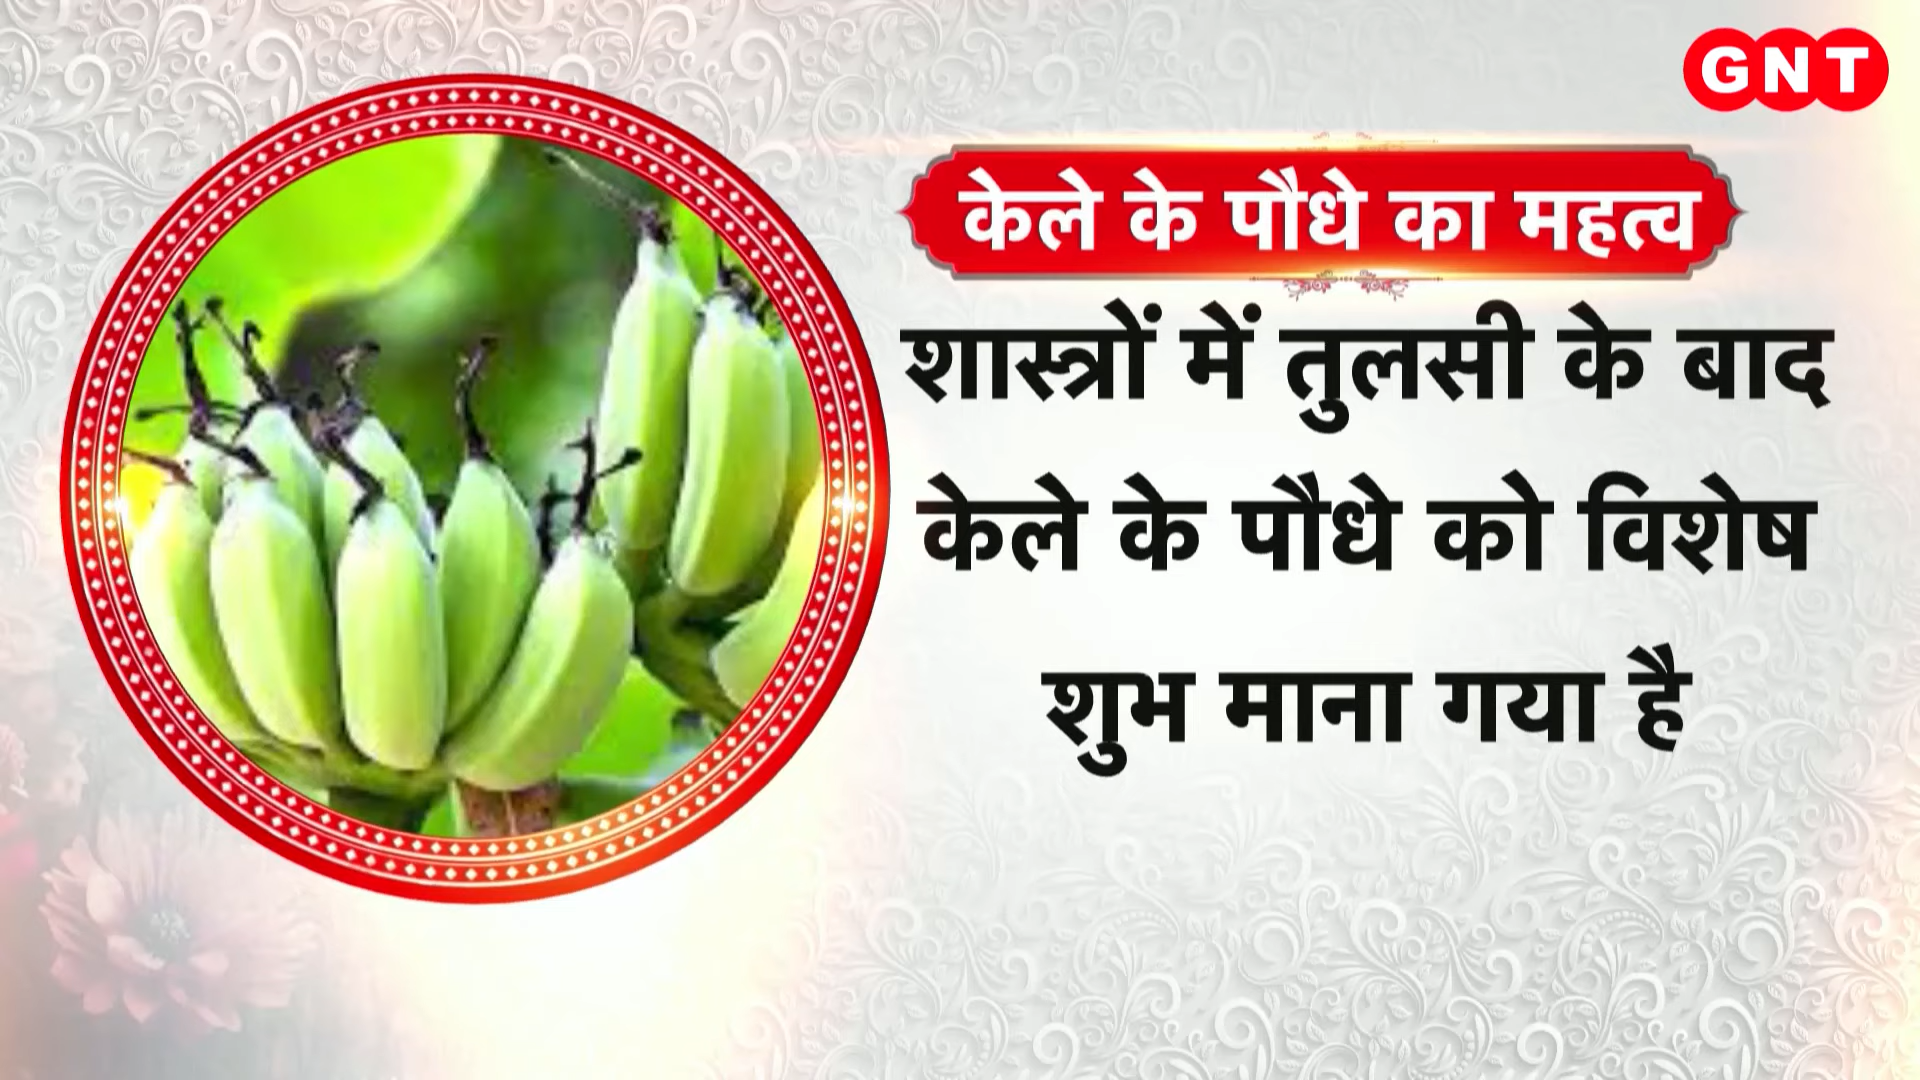 GNT
केले के पौधे का महत्व
शास्त्रों में तुलसी के बाद
केले के पौधे को विशेष
शुभ माना गया है